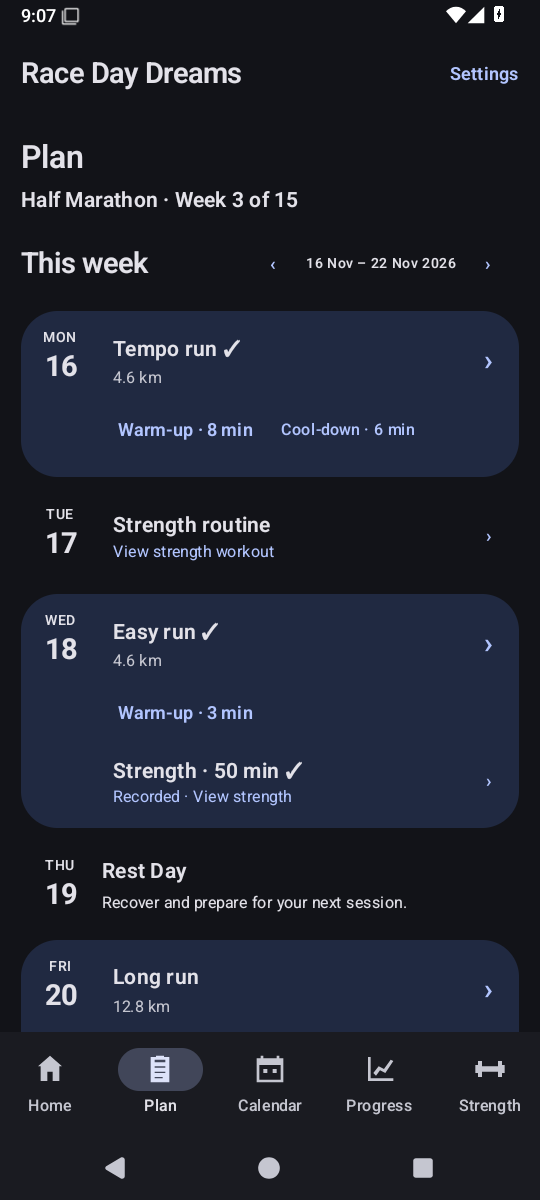 9:07
Race Day Dreams Settings
Plan
Half Marathon · Week 3 of 15
This week ‹ 16 Nov – 22 Nov 2026 ›
MON
16
Tempo run ✓
4.6 km
›
Warm-up · 8 min Cool-down · 6 min
TUE
17
Strength routine
View strength workout
›
WED
18
Easy run ✓
4.6 km
›
Warm-up · 3 min
Strength · 50 min ✓
Recorded · View strength
›
THU
19
Rest Day
Recover and prepare for your next session.
FRI
20
Long run
12.8 km
›
Home Plan Calendar Progress Strength